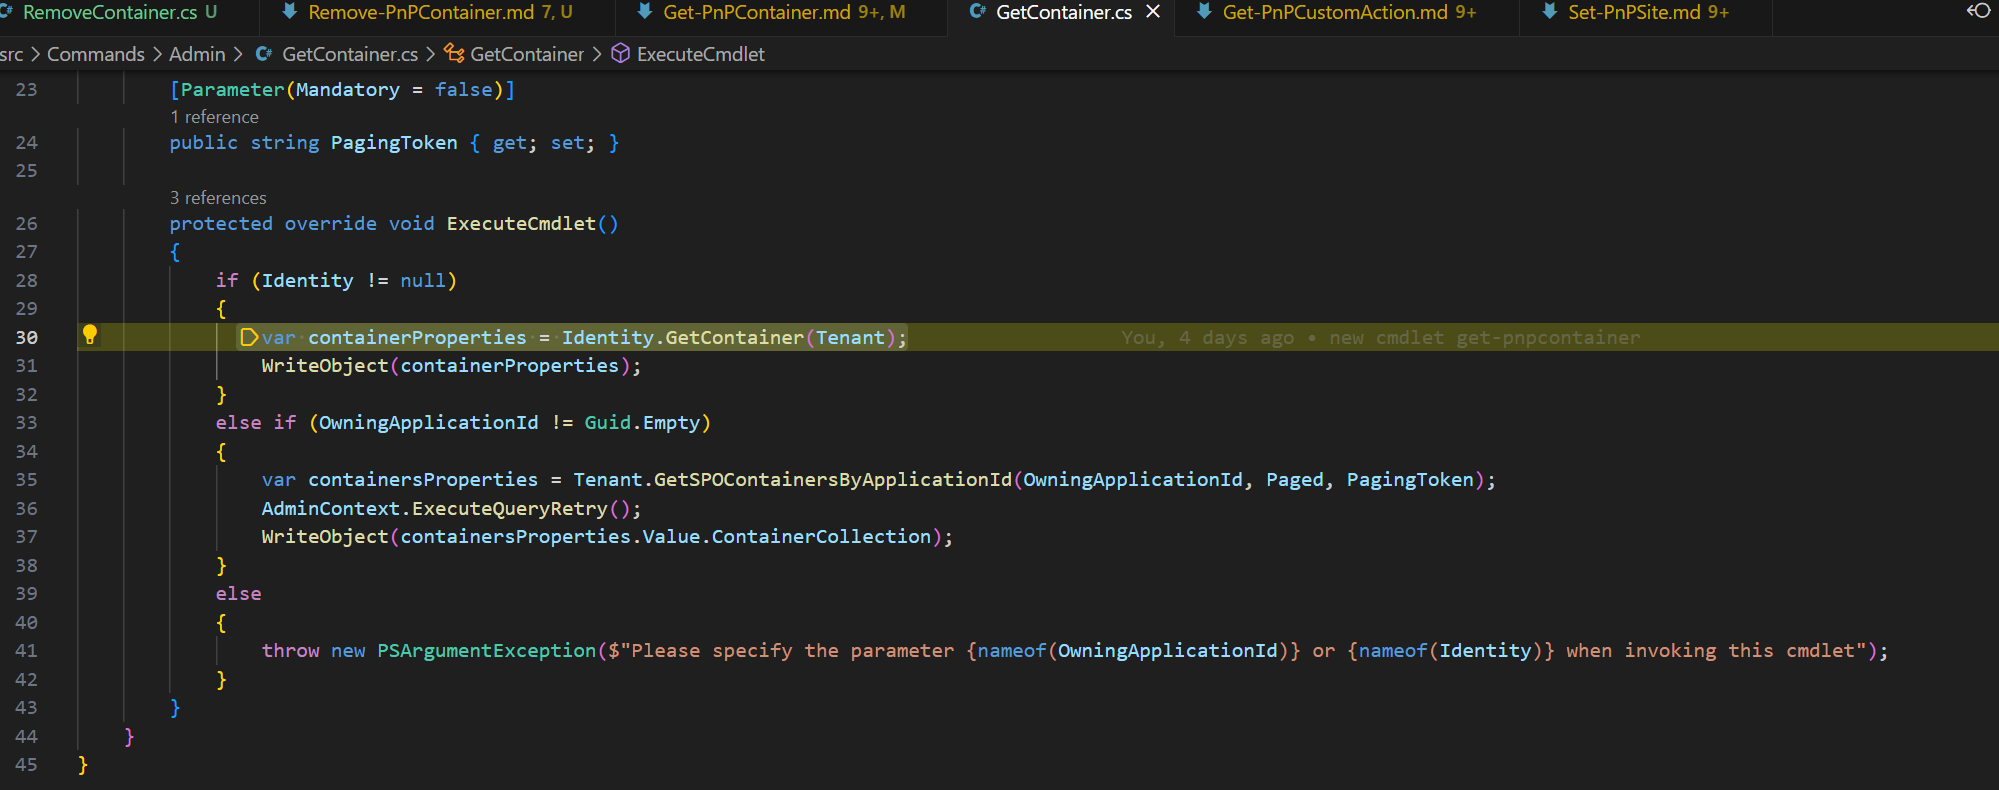 RemoveContainer.cs U Remove-PnPContainer.md 7, U Get-PnPContainer.md 9+, M GetContainer.cs Get-PnPCustomAction.md 9+ Set-PnPSite.md 9+
src > Commands > Admin > GetContainer.cs > GetContainer > ExecuteCmdlet
23 [Parameter(Mandatory = false)]
1 reference
24 public string PagingToken { get; set; }
25
3 references
26 protected override void ExecuteCmdlet()
27 {
28 if (Identity != null)
29 {
30 var containerProperties = Identity.GetContainer(Tenant); You, 4 days ago • new cmdlet get-pnpcontainer
31 WriteObject(containerProperties);
32 }
33 else if (OwningApplicationId != Guid.Empty)
34 {
35 var containersProperties = Tenant.GetSPOContainersByApplicationId(OwningApplicationId, Paged, PagingToken);
36 AdminContext.ExecuteQueryRetry();
37 WriteObject(containersProperties.Value.ContainerCollection);
38 }
39 else
40 {
41 throw new PSArgumentException($"Please specify the parameter {nameof(OwningApplicationId)} or {nameof(Identity)} when invoking this cmdlet");
42 }
43 }
44 }
45 }